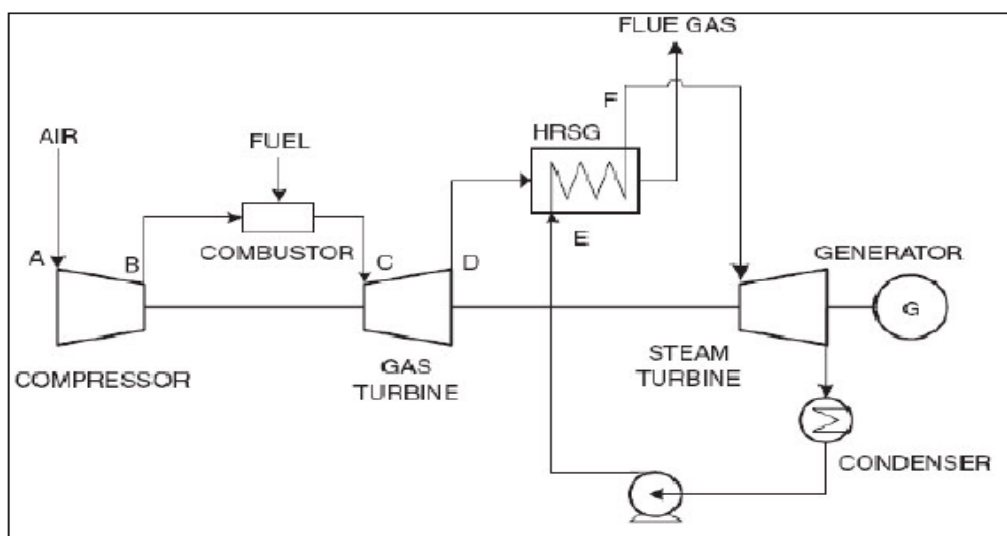 FLUE GAS
F
AIR
FUEL
HRSG
E
A
B
COMBUSTOR
C
D
GENERATOR
G
COMPRESSOR
GAS
TURBINE
STEAM
TURBINE
CONDENSER